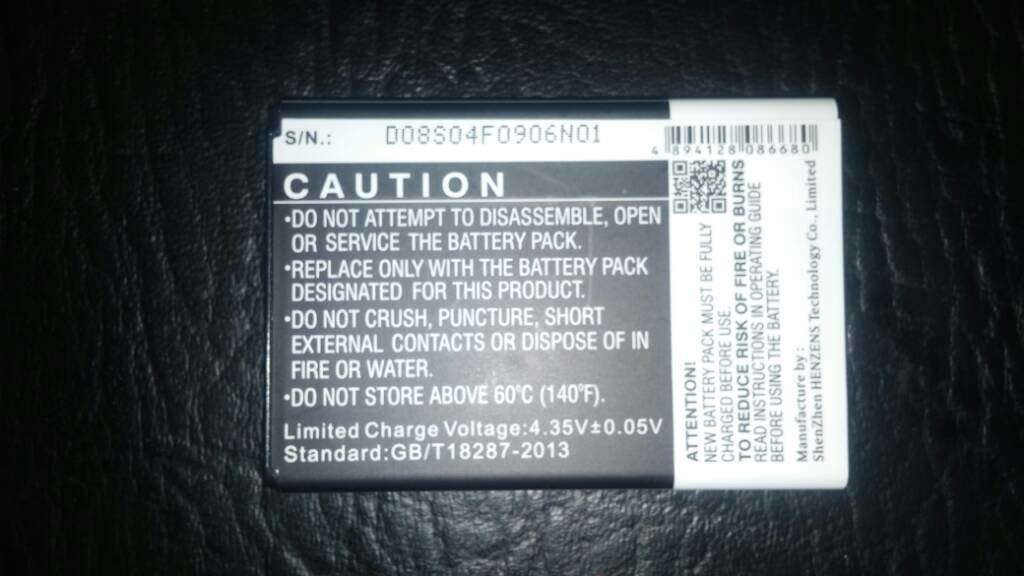 S/N.: D08S04F0906N01
4 894128 086680
CAUTION
•DO NOT ATTEMPT TO DISASSEMBLE, OPEN
OR SERVICE THE BATTERY PACK.
•REPLACE ONLY WITH THE BATTERY PACK
DESIGNATED FOR THIS PRODUCT.
•DO NOT CRUSH, PUNCTURE, SHORT
EXTERNAL CONTACTS OR DISPOSE OF IN
FIRE OR WATER.
•DO NOT STORE ABOVE 60°C (140°F).
Limited Charge Voltage:4.35V±0.05V
Standard:GB/T18287-2013
ATTENTION!
NEW BATTERY PACK MUST BE FULLY
CHARGED BEFORE USE.
TO REDUCE RISK OF FIRE OR BURNS
READ INSTRUCTIONS IN OPERATING GUIDE
BEFORE USING THE BATTERY.
Manufacture by :
ShenZhen HENZENS Technology Co., Limited